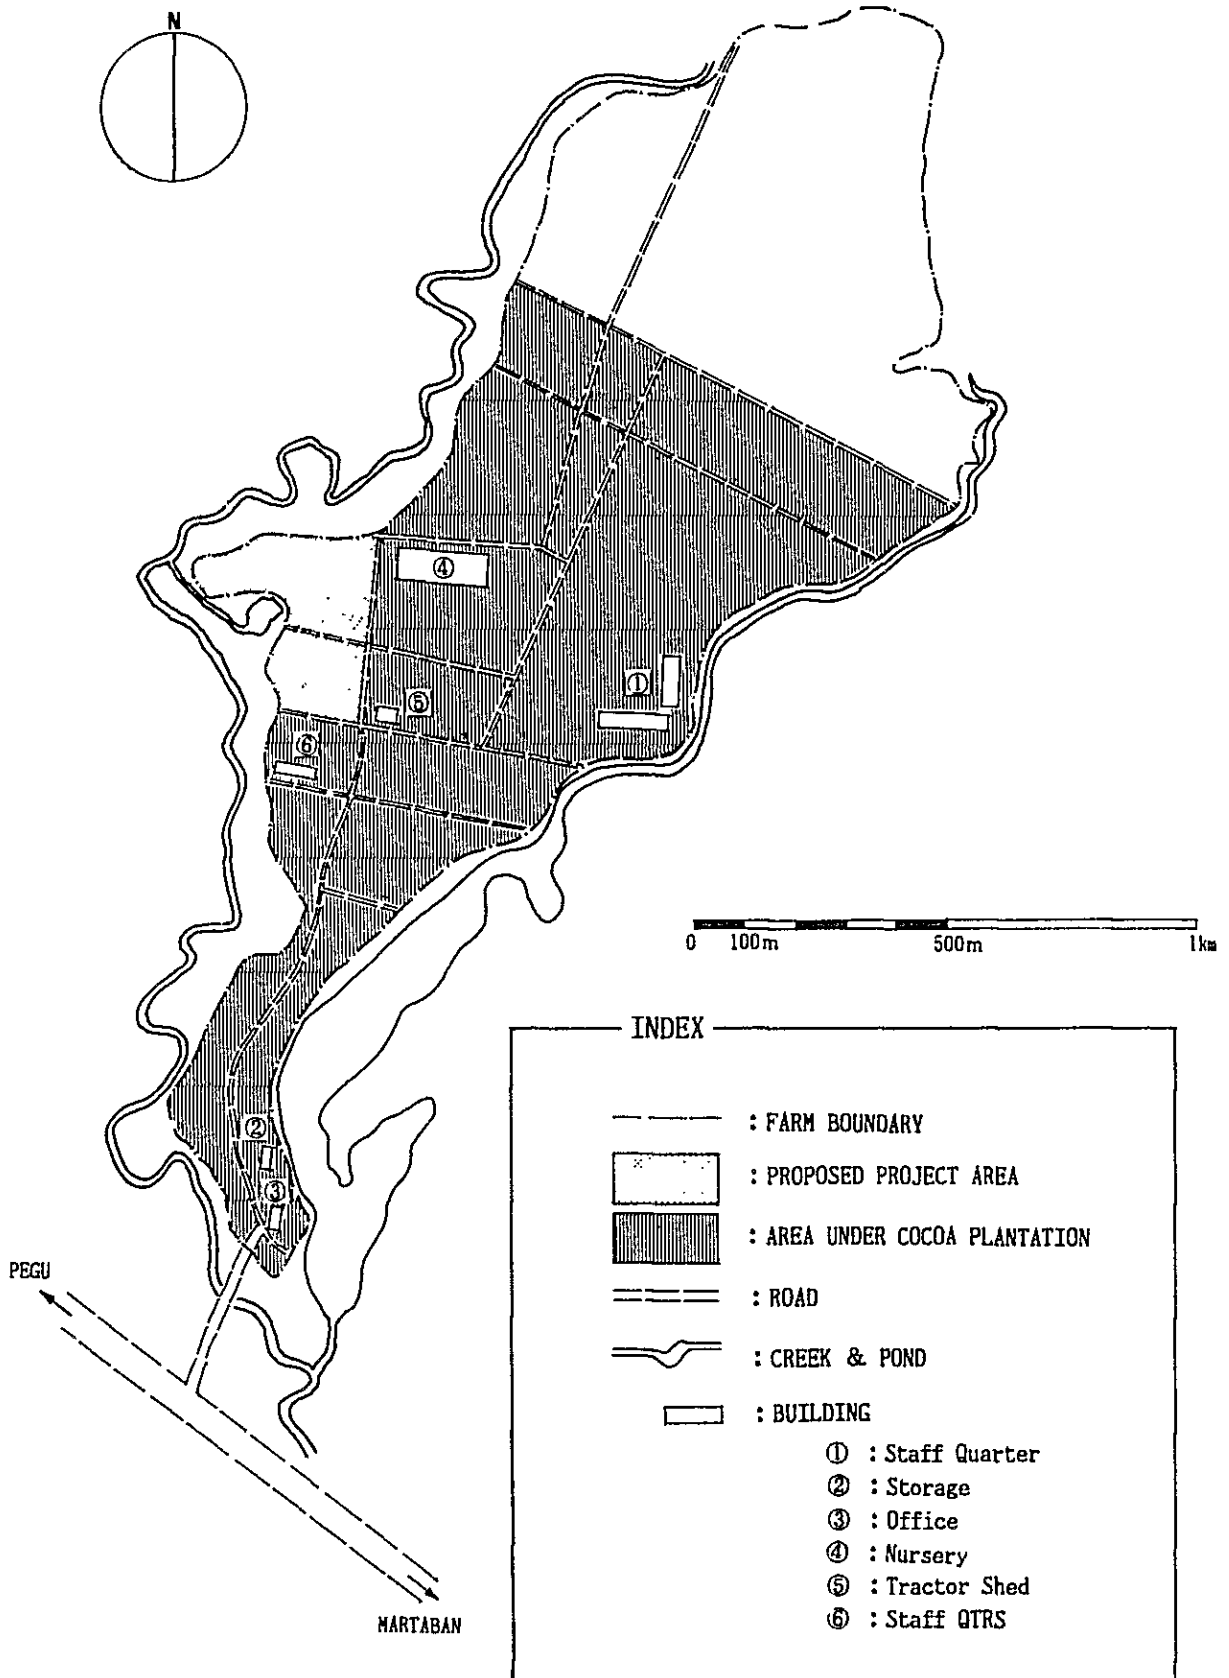 N
④
①
⑤
⑥
0 100m 500m 1km
②
③
PEGU
MARTABAN
INDEX
: FARM BOUNDARY
: PROPOSED PROJECT AREA
: AREA UNDER COCOA PLANTATION
: ROAD
: CREEK & POND
: BUILDING
① : Staff Quarter
② : Storage
③ : Office
④ : Nursery
⑤ : Tractor Shed
⑥ : Staff QTRS